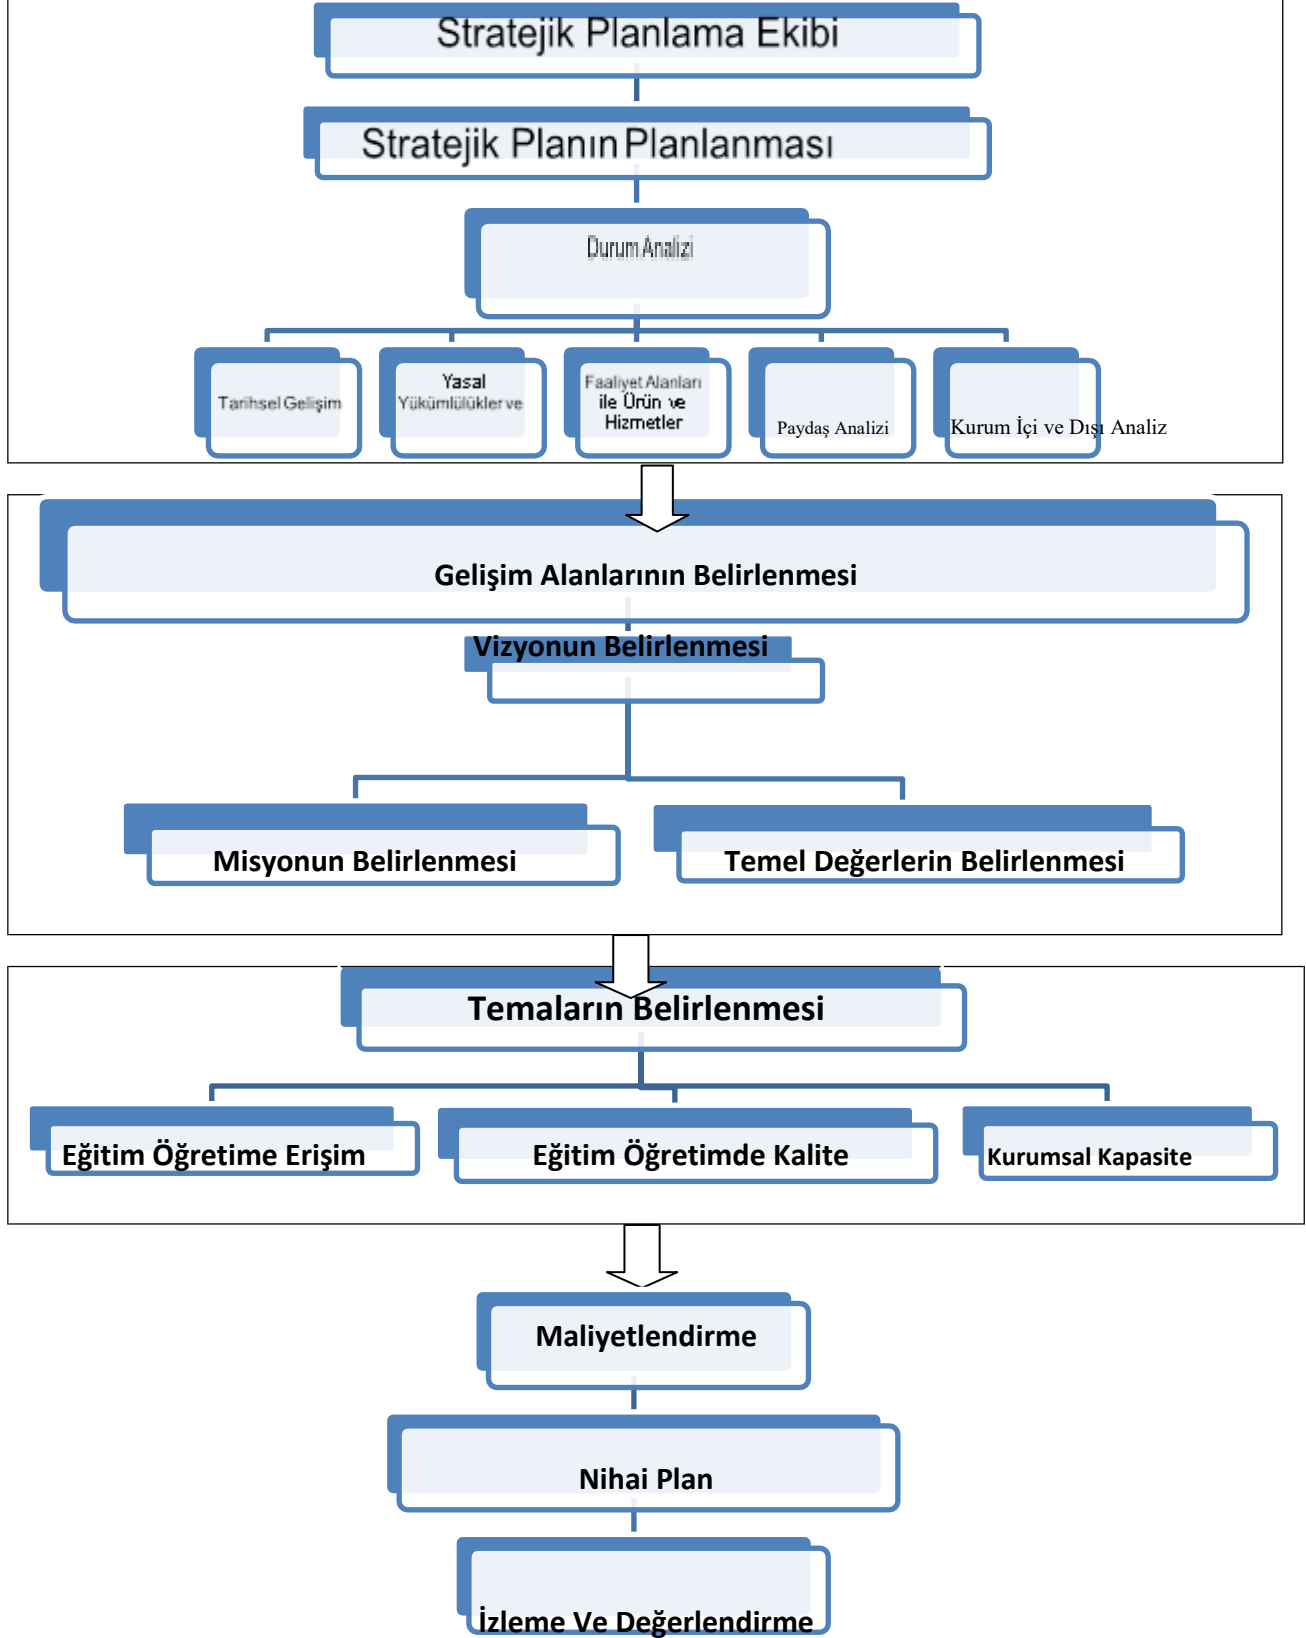 Stratejik Planlama Ekibi
Stratejik Planın Planlanması
Durum Analizi
Tarihsel Gelişim
Yasal
Yükümlülükler ve
Faaliyet Alanları
ile Ürün ve
Hizmetler
Paydaş Analizi
Kurum İçi ve Dışı Analiz
Gelişim Alanlarının Belirlenmesi
Vizyonun Belirlenmesi
Misyonun Belirlenmesi
Temel Değerlerin Belirlenmesi
Temaların Belirlenmesi
Eğitim Öğretime Erişim
Eğitim Öğretimde Kalite
Kurumsal Kapasite
Maliyetlendirme
Nihai Plan
İzleme Ve Değerlendirme